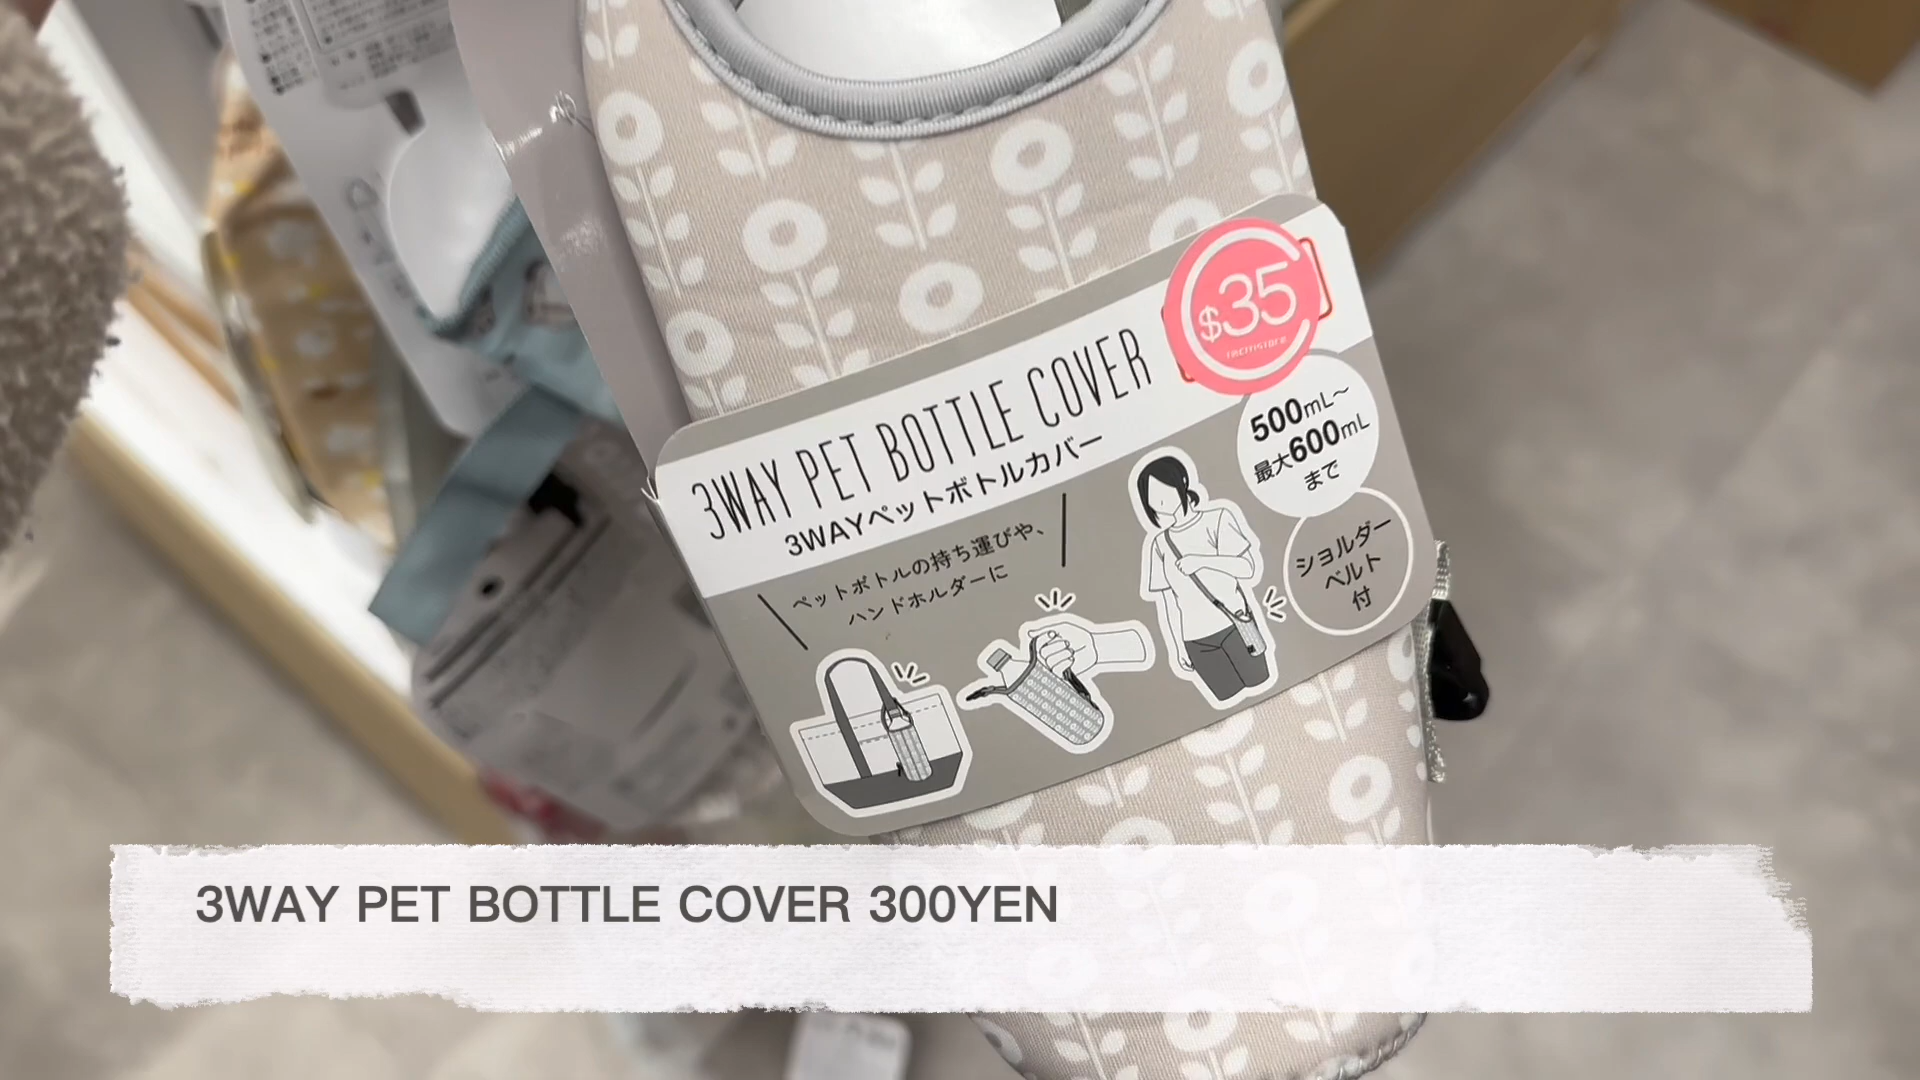 $35
3WAY PET BOTTLE COVER
3WAYペットボトルカバー
ペットボトルの持ち運びや、
ハンドホルダーに
500mL～
最大600mL
まで
ショルダー
ベルト
付
3WAY PET BOTTLE COVER 300YEN